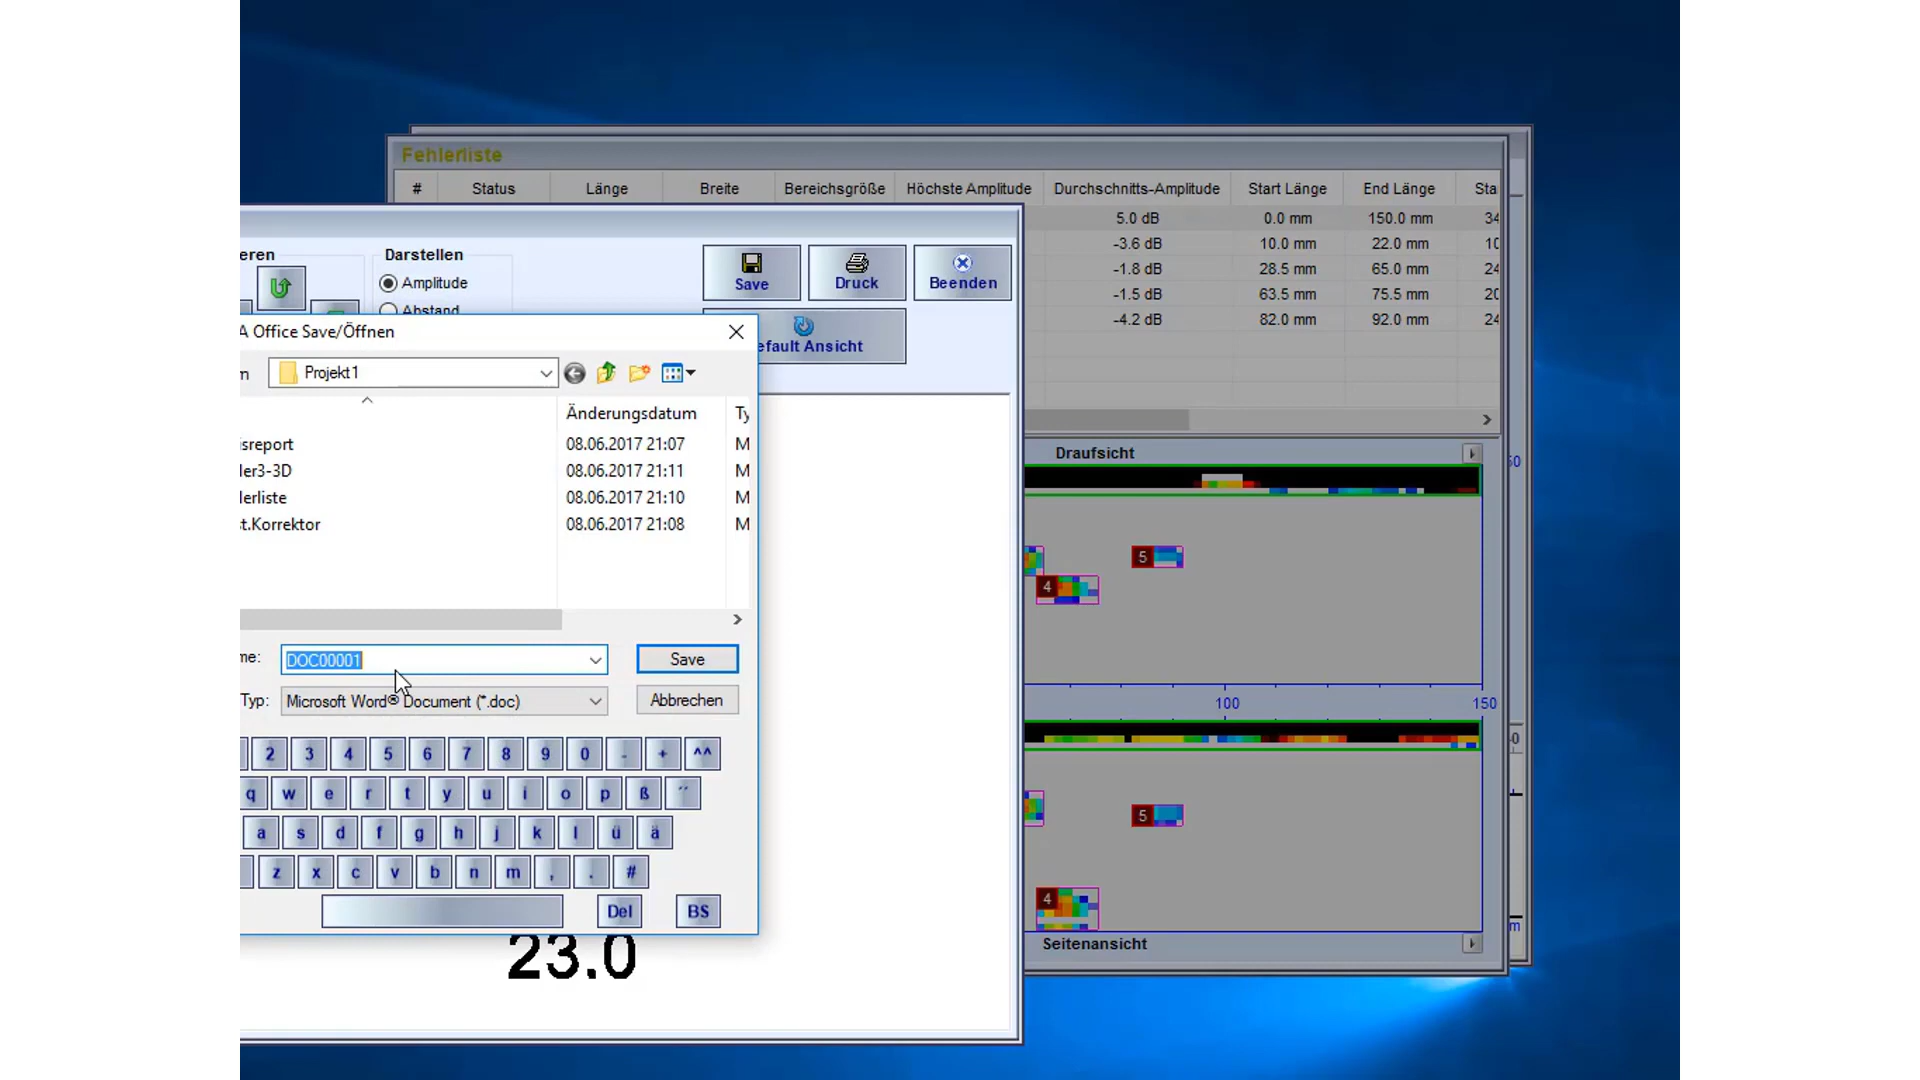 Fehlerliste
# Status Länge Breite Bereichsgröße Höchste Amplitude Durchschnitts-Amplitude Start Länge End Länge Sta
5.0 dB 0.0 mm 150.0 mm 34
-3.6 dB 10.0 mm 22.0 mm 10
-1.8 dB 28.5 mm 65.0 mm 24
-1.5 dB 63.5 mm 75.5 mm 20
-4.2 dB 82.0 mm 92.0 mm 24
eren
Darstellen
Amplitude
Abstand
Save
Druck
Beenden
efault Ansicht
A Office Save/Öffnen
Projekt1
Änderungsdatum Ty
sreport 08.06.2017 21:07 M
ler3-3D 08.06.2017 21:11 M
lerliste 08.06.2017 21:10 M
t.Korrektor 08.06.2017 21:08 M
me: DOC00001 Save
Typ: Microsoft Word® Document (*.doc) Abbrechen
2 3 4 5 6 7 8 9 0 - + ^^
q w e r t y u i o p ß ´´
a s d f g h j k l ü ä
z x c v b n m , . #
Del BS
23.0
Draufsicht
5
4
100 150
5
4
Seitenansicht
50
0
m